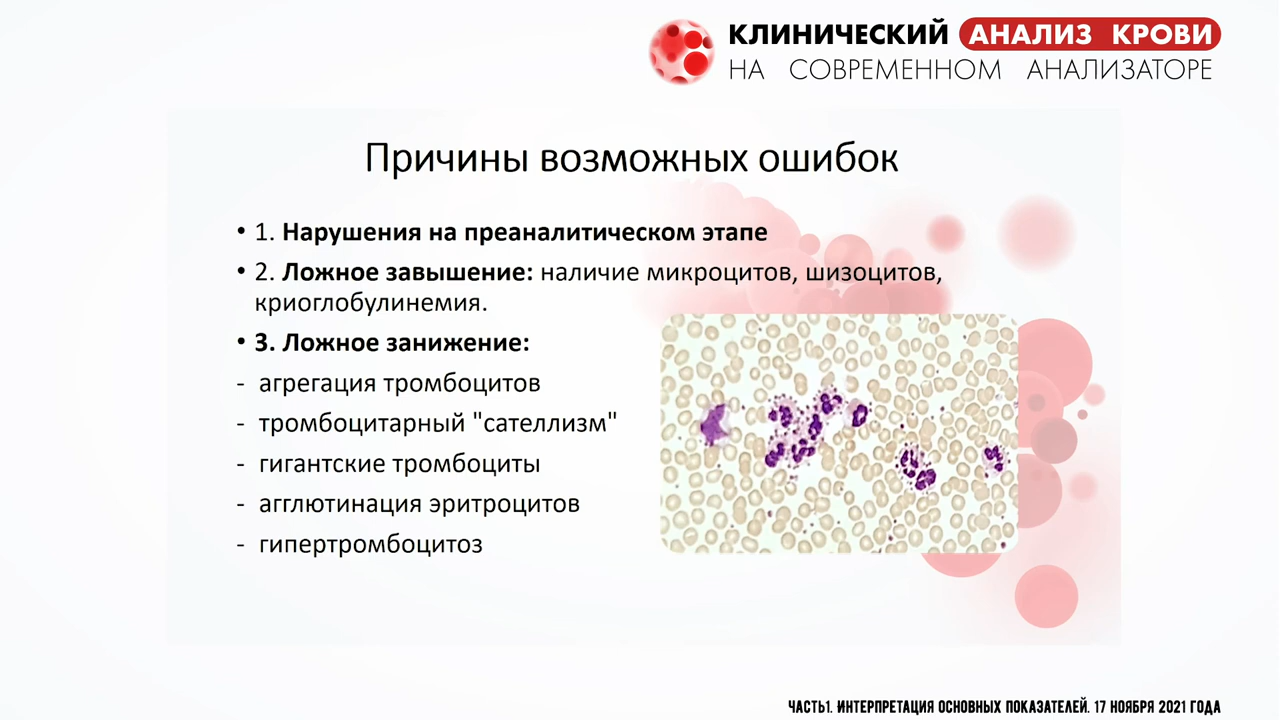 КЛИНИЧЕСКИЙ АНАЛИЗ КРОВИ
НА СОВРЕМЕННОМ АНАЛИЗАТОРЕ
Причины возможных ошибок
• 1. Нарушения на преаналитическом этапе
• 2. Ложное завышение: наличие микроцитов, шизоцитов,
криоглобулинемия.
• 3. Ложное занижение:
- агрегация тромбоцитов
- тромбоцитарный "сателлизм"
- гигантские тромбоциты
- агглютинация эритроцитов
- гипертромбоцитоз
ЧАСТЬ1. ИНТЕРПРЕТАЦИЯ ОСНОВНЫХ ПОКАЗАТЕЛЕЙ. 17 НОЯБРЯ 2021 ГОДА